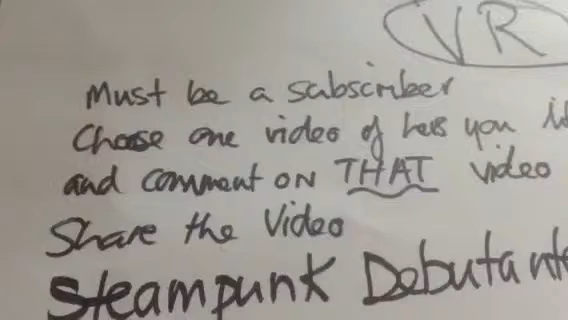 VR
Must be a subscriber
Choose one video of hers you
and comment on THAT video
Share the Video
Steampunk Debutante